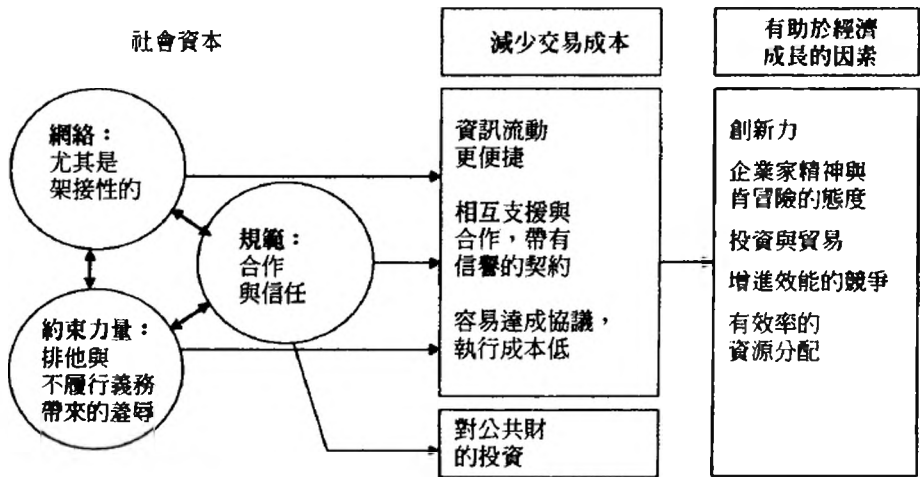 社會資本
減少交易成本
有助於經濟
成長的因素
網絡：
尤其是
架接性的
規範：
合作
與信任
約束力量：
排他與
不履行義務
帶來的羞辱
資訊流動
更便捷
相互支援與
合作，帶有
信譽的契約
容易達成協議，
執行成本低
對公共財
的投資
創新力
企業家精神與
肯冒險的態度
投資與貿易
增進效能的競爭
有效率的
資源分配